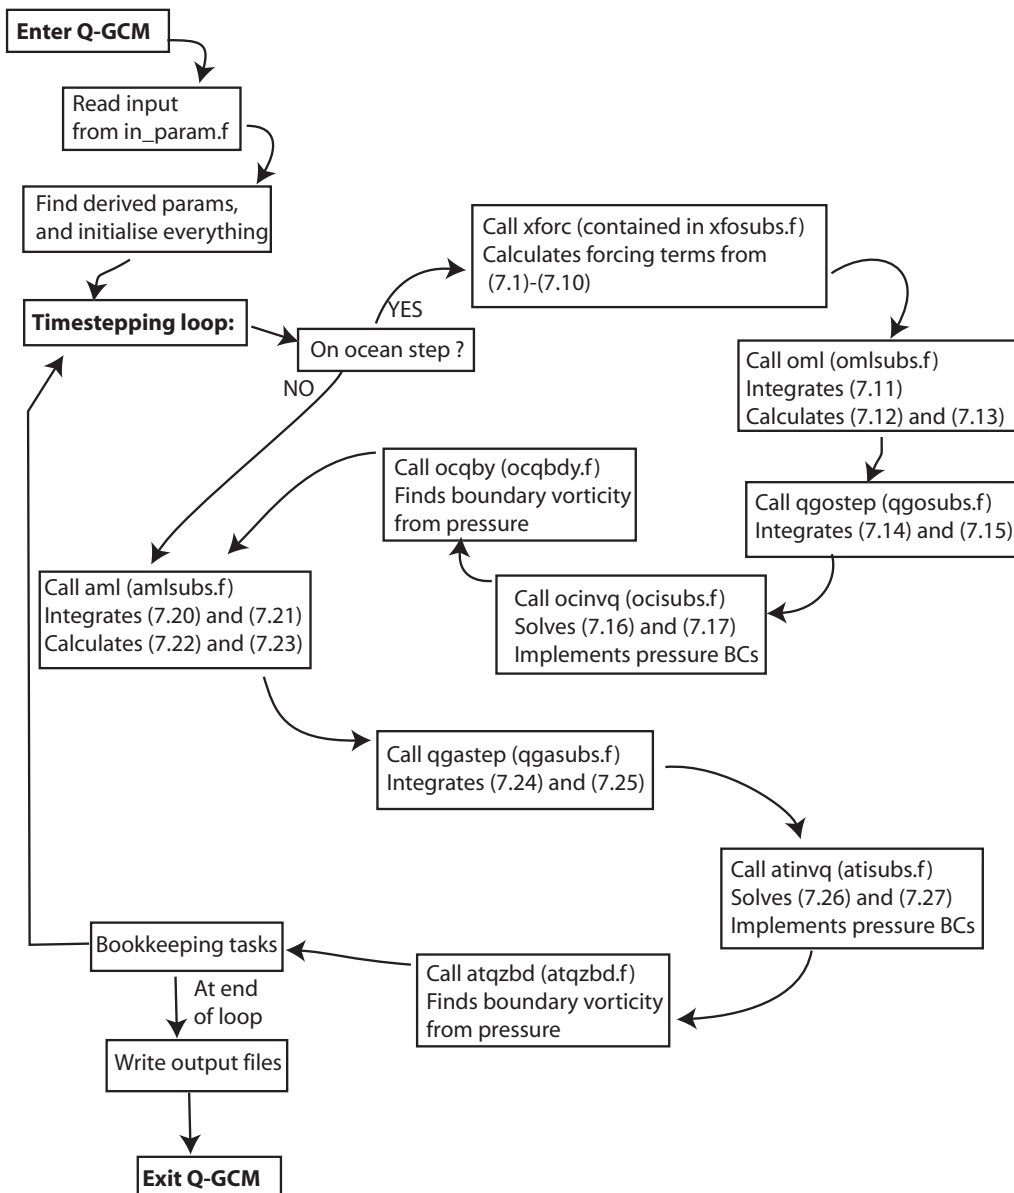 Enter Q-GCM
Read input
from in_param.f
Find derived params,
and initialise everything
Timestepping loop:
On ocean step ?
YES
NO
Call xforc (contained in xfosubs.f)
Calculates forcing terms from
(7.1)-(7.10)
Call oml (omlsubs.f)
Integrates (7.11)
Calculates (7.12) and (7.13)
Call qgostep (qgosubs.f)
Integrates (7.14) and (7.15)
Call ocinvq (ocisubs.f)
Solves (7.16) and (7.17)
Implements pressure BCs
Call ocqby (ocqbdy.f)
Finds boundary vorticity
from pressure
Call aml (amlsubs.f)
Integrates (7.20) and (7.21)
Calculates (7.22) and (7.23)
Call qgastep (qgasubs.f)
Integrates (7.24) and (7.25)
Call atinvq (atisubs.f)
Solves (7.26) and (7.27)
Implements pressure BCs
Call atqzbd (atqzbd.f)
Finds boundary vorticity
from pressure
Bookkeeping tasks
At end
of loop
Write output files
Exit Q-GCM